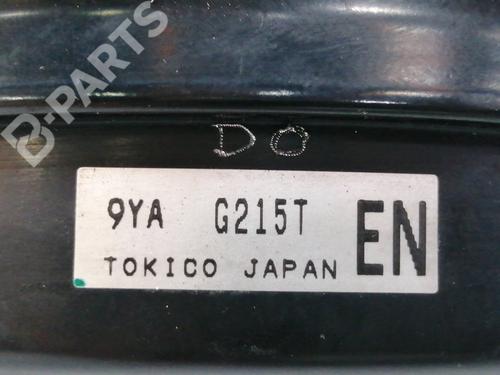 B-PARTS
DO
9YA G215T EN
TOKICO JAPAN